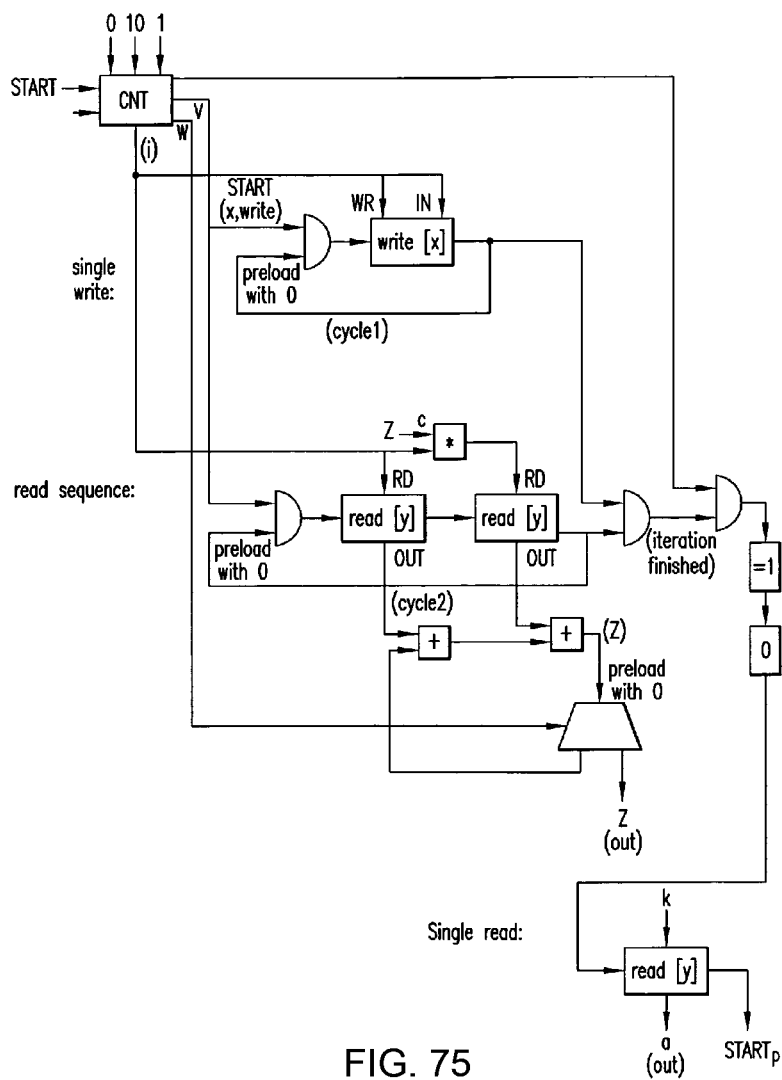 0 10 1
START
CNT
V
W
(i)
START
(x,write)
WR
IN
write [x]
single
write:
preload
with 0
(cycle1)
Z
c
*
read sequence:
RD
RD
read [y]
read [y]
preload
with 0
OUT
OUT
(iteration
finished)
=1
(cycle2)
+
+
(Z)
0
preload
with 0
Z
(out)
k
Single read:
read [y]
a
(out)
STARTp
FIG. 75